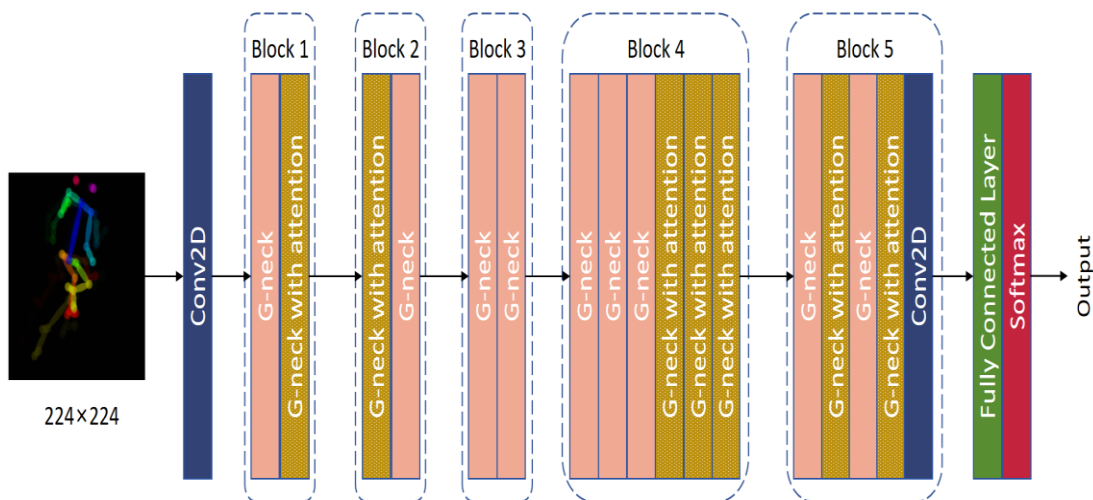 Block 1
Block 2
Block 3
Block 4
Block 5
224×224
Conv2D
G-neck
G-neck with attention
G-neck with attention
G-neck
G-neck
G-neck
G-neck
G-neck
G-neck
G-neck with attention
G-neck with attention
G-neck with attention
G-neck
G-neck with attention
G-neck
G-neck with attention
Conv2D
Fully Connected Layer
Softmax
Output